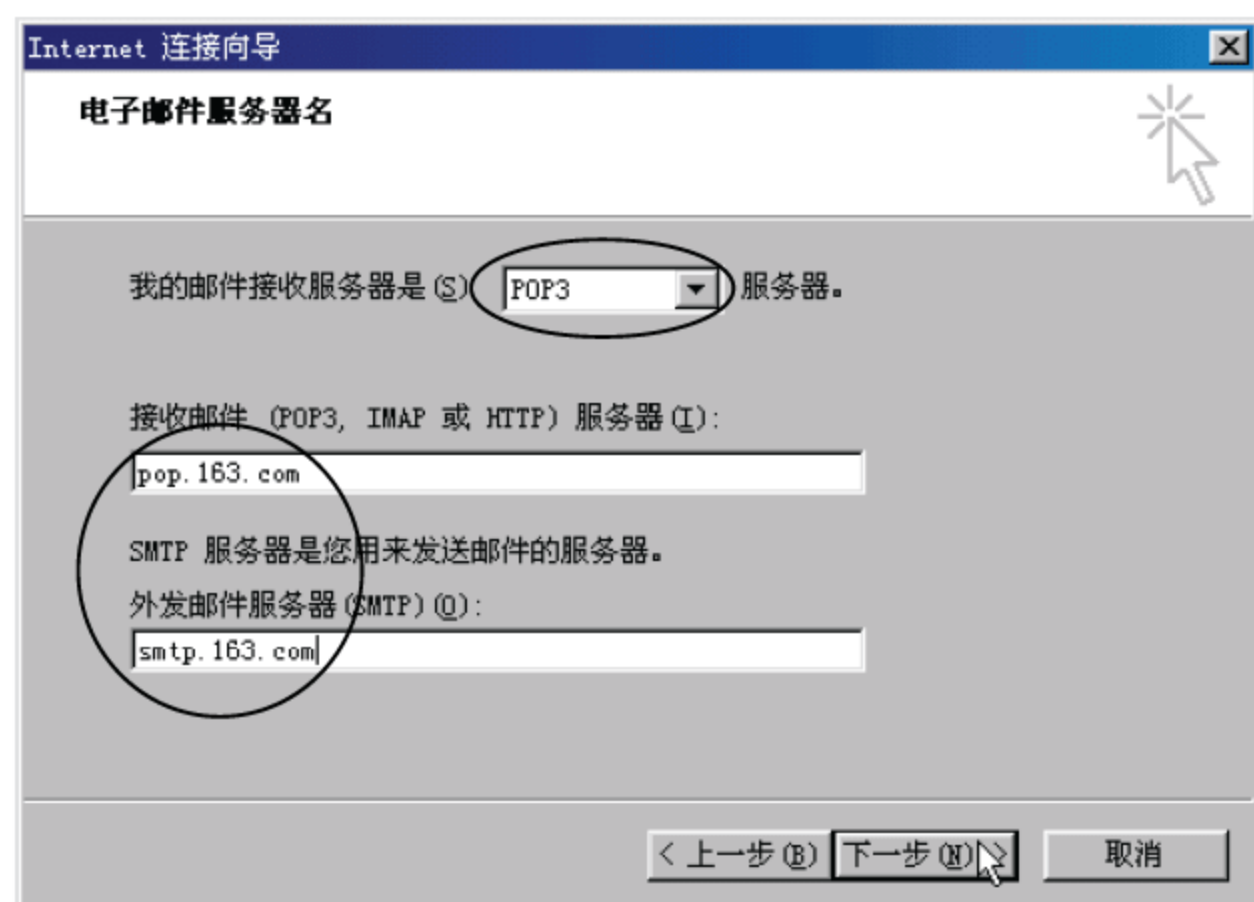 Internet 连接向导
电子邮件服务器名
我的邮件接收服务器是(S) POP3 服务器。
接收邮件 (POP3, IMAP 或 HTTP) 服务器(I):
pop.163.com
SMTP 服务器是您用来发送邮件的服务器。
外发邮件服务器(SMTP)(O):
smtp.163.com
< 上一步(B) 下一步(N) > 取消